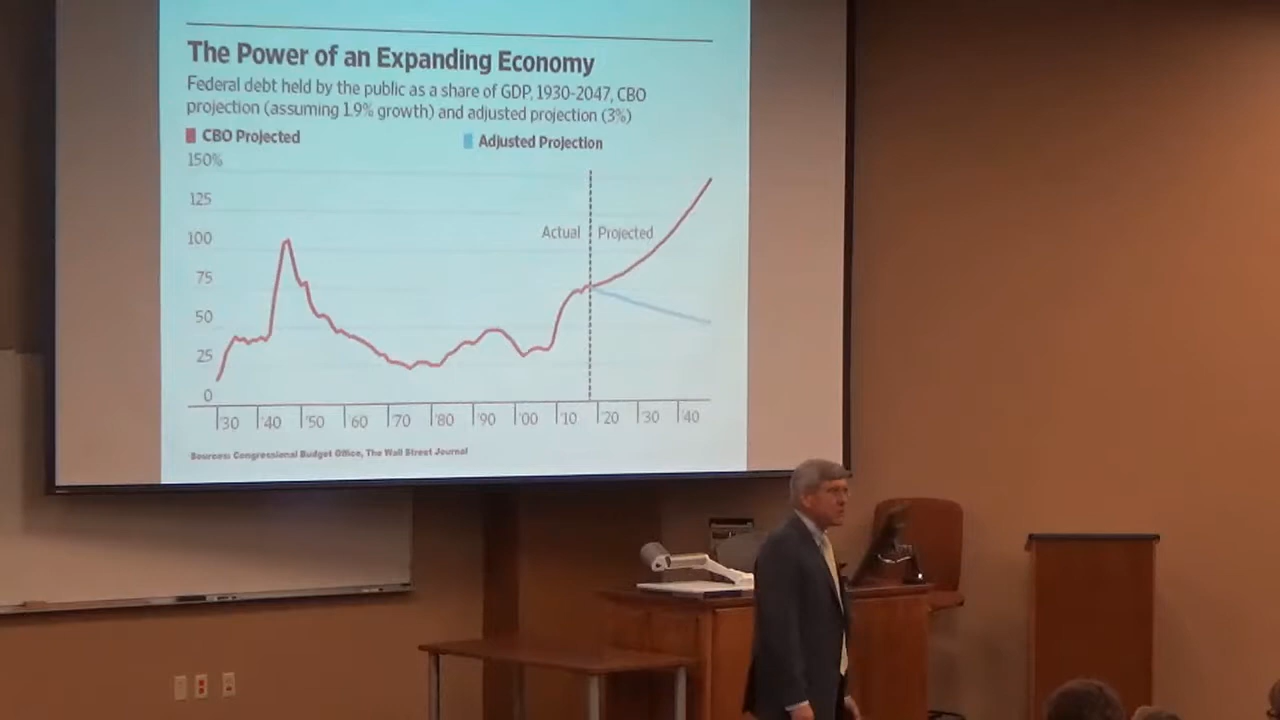 The Power of an Expanding Economy
Federal debt held by the public as a share of GDP, 1930-2047, CBO
projection (assuming 1.9% growth) and adjusted projection (3%)
CBO Projected Adjusted Projection
150%
125
100
Actual Projected
75
50
25
0
'30 '40 '50 '60 '70 '80 '90 '00 '10 '20 '30 '40
Sources: Congressional Budget Office, The Wall Street Journal